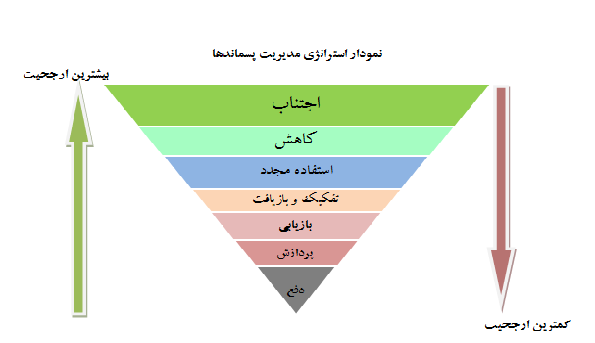 نمودار استراتژی مدیریت پسماندها
بیشترین ارجحیت
اجتناب
کاهش
استفاده مجدد
تفکیک و بازیافت
بازیابی
پردازش
دفع
کمترین ارجحیت